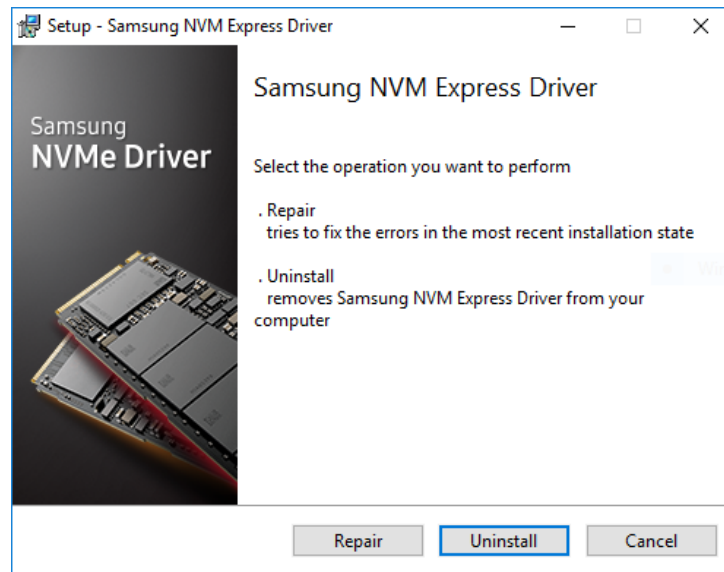 Setup - Samsung NVM Express Driver
Samsung
NVMe Driver
Samsung NVM Express Driver
Select the operation you want to perform
. Repair
tries to fix the errors in the most recent installation state
. Uninstall
removes Samsung NVM Express Driver from your
computer
Repair
Uninstall
Cancel